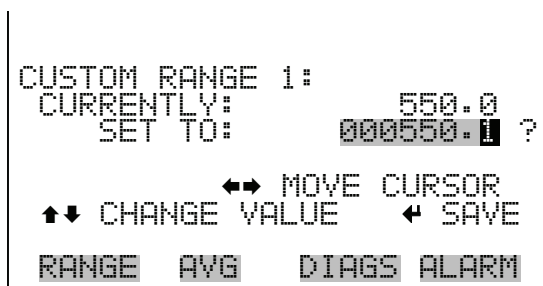 CUSTOM RANGE 1:
CURRENTLY: 550.0
SET TO: 000550.1 ?
←→ MOVE CURSOR
↑↓ CHANGE VALUE ↵ SAVE
RANGE AVG DIAGS ALARM